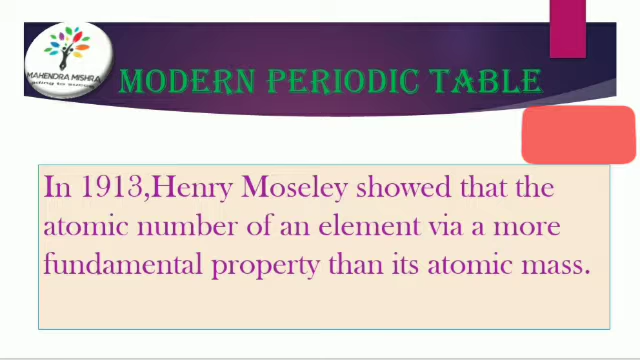 MAHENDRA MISHRA
MODERN PERIODIC TABLE
In 1913,Henry Moseley showed that the
atomic number of an element via a more
fundamental property than its atomic mass.